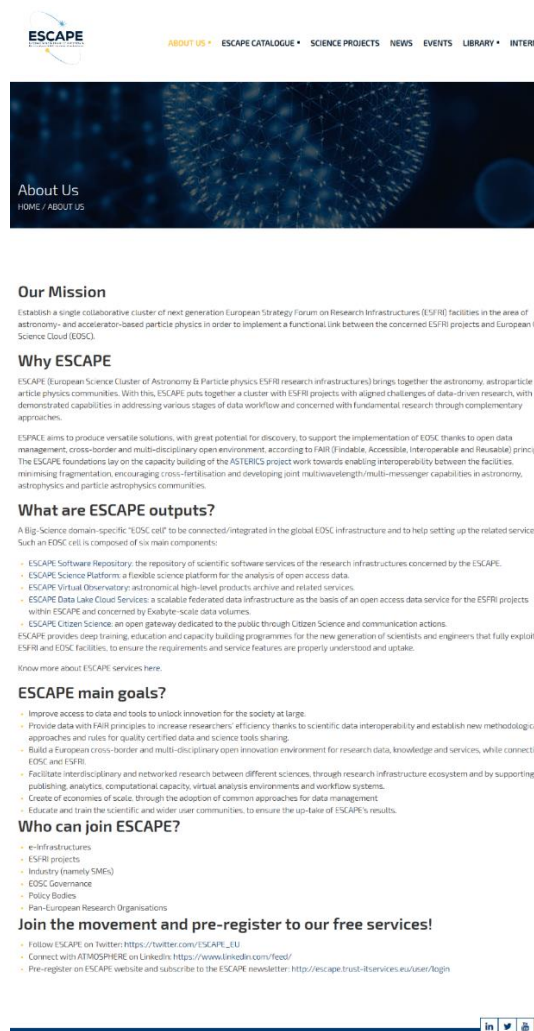 ESCAPE
ABOUT US
ESCAPE CATALOGUE
SCIENCE PROJECTS
NEWS
EVENTS
LIBRARY
INTER
About Us
HOME / ABOUT US
Our Mission
Establish a single collaborative cluster of next generation European Strategy Forum on Research Infrastructures (ESFRI) facilities in the area of
astronomy- and accelerator-based particle physics in order to implement a functional link between the concerned ESFRI projects and European
Science Cloud (EOSC).
Why ESCAPE
ESCAPE (European Science Cluster of Astronomy & Particle physics ESFRI research infrastructures) brings together the astronomy, astroparticle
article physics communities. With this, ESCAPE puts together a cluster with ESFRI projects with aligned challenges of data-driven research, with
demonstrated capabilities in addressing various stages of data workflow and concerned with fundamental research through complementary
approaches.
ESPACE aims to produce versatile solutions, with great potential for discovery, to support the implementation of EOSC thanks to open data
management, cross-border and multi-disciplinary open environment, according to FAIR (Findable, Accessible, Interoperable and Reusable) princi
The ESCAPE foundations lay on the capacity building of the ASTERICS project work towards enabling interoperability between the facilities,
minimising fragmentation, encouraging cross-fertilisation and developing joint multiwavelength/multi-messenger capabilities in astronomy,
astrophysics and particle astrophysics communities.
What are ESCAPE outputs?
A Big-Science domain-specific "EOSC cell" to be connected/integrated in the global EOSC infrastructure and to help setting up the related service
Such an EOSC cell is composed of six main components:
ESCAPE Software Repository: the repository of scientific software services of the research infrastructures concerned by the ESCAPE.
ESCAPE Science Platform: a flexible science platform for the analysis of open access data.
ESCAPE Virtual Observatory: astronomical high-level products archive and related services.
ESCAPE Data Lake Cloud Services: a scalable federated data infrastructure as the basis of an open access data service for the ESFRI projects
within ESCAPE and concerned by Exabyte-scale data volumes.
ESCAPE Citizen Science: an open gateway dedicated to the public through Citizen Science and communication actions.
ESCAPE provides deep training, education and capacity building programmes for the new generation of scientists and engineers that fully exploit
ESFRI and EOSC facilities, to ensure the requirements and service features are properly understood and uptake.
Know more about ESCAPE services here.
ESCAPE main goals?
Improve access to data and tools to unlock innovation for the society at large.
Provide data with FAIR principles to increase researchers' efficiency thanks to scientific data interoperability and establish new methodologic
approaches and rules for quality certified data and science tools sharing.
Build a European cross-border and multi-disciplinary open innovation environment for research data, knowledge and services, while connecti
EOSC and ESFRI.
Facilitate interdisciplinary and networked research between different sciences, through research infrastructure ecosystem and by supporting
publishing, analytics, computational capacity, virtual analysis environments and workflow systems.
Create of economies of scale, through the adoption of common approaches for data management
Educate and train the scientific and wider user communities, to ensure the up-take of ESCAPE's results.
Who can join ESCAPE?
e-Infrastructures
ESFRI projects
Industry (namely SMEs)
EOSC Governance
Policy Bodies
Pan-European Research Organisations
Join the movement and pre-register to our free services!
Follow ESCAPE on Twitter: https://twitter.com/ESCAPE_EU
Connect with ATMOSPHERE on LinkedIn: https://www.linkedin.com/feed/
Pre-register on ESCAPE website and subscribe to the ESCAPE newsletter: http://escape.trust-itservices.eu/user/login
in